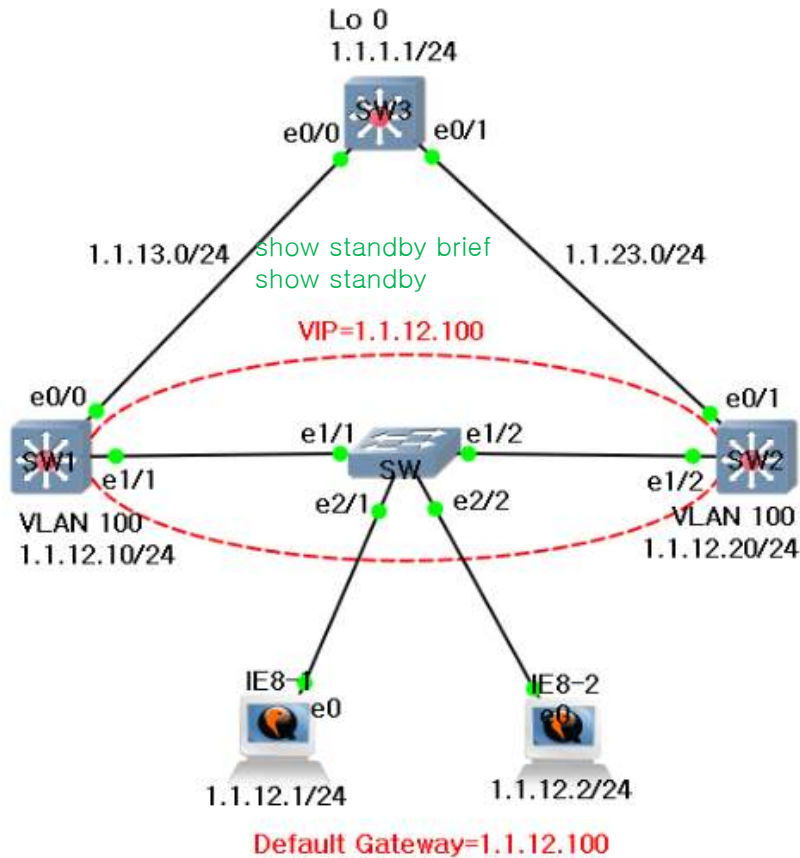 Lo 0
1.1.1.1/24
SW3
e0/0
e0/1
1.1.13.0/24
show standby brief
show standby
1.1.23.0/24
VIP=1.1.12.100
e0/0
e0/1
SW1
e1/1
e1/1
SW
e1/2
e1/2
SW2
VLAN 100
1.1.12.10/24
e2/1
e2/2
VLAN 100
1.1.12.20/24
IE8-1
e0
IE8-2
e0
1.1.12.1/24
1.1.12.2/24
Default Gateway=1.1.12.100